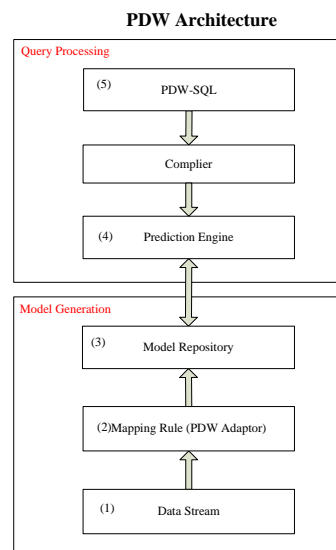 PDW Architecture
Query Processing
(5) PDW-SQL
Complier
(4) Prediction Engine
Model Generation
(3) Model Repository
(2)Mapping Rule (PDW Adaptor)
(1) Data Stream